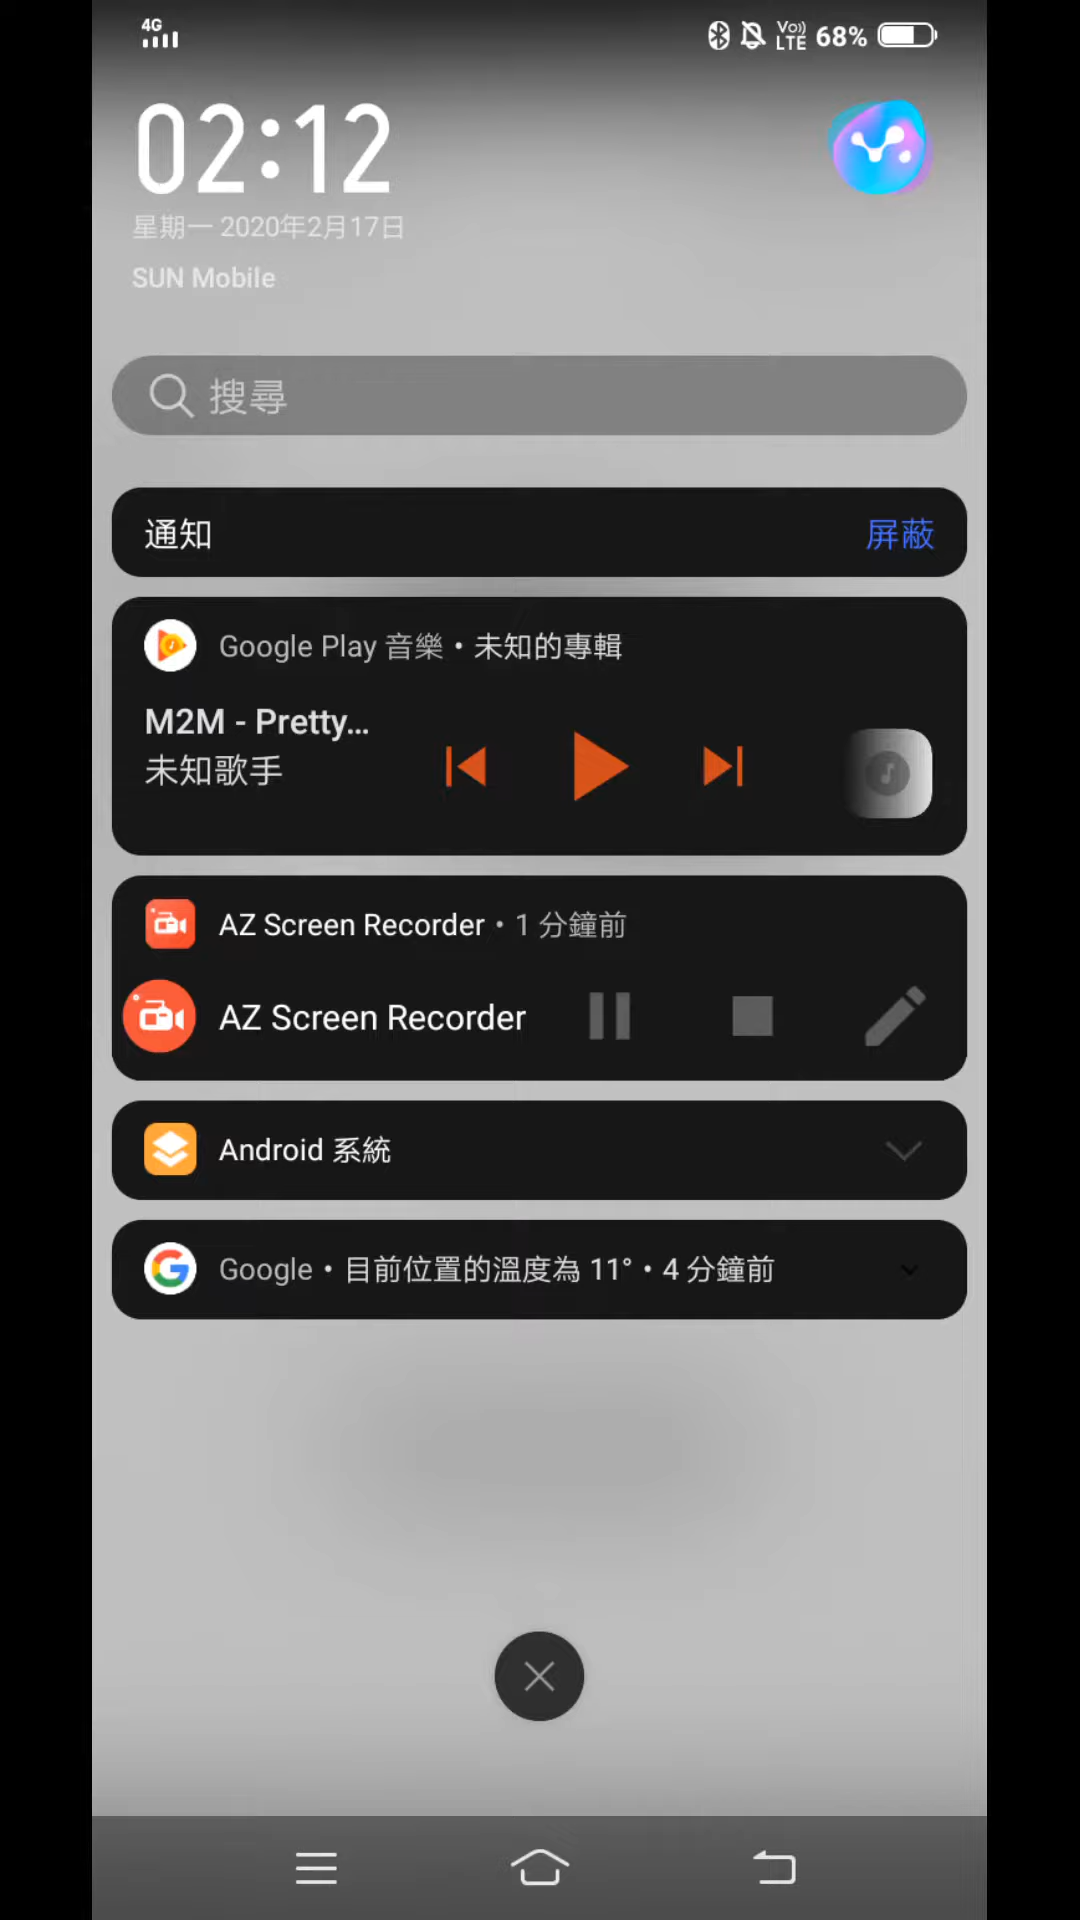 4G
Vo))
LTE
68%
02:12
星期一 2020年2月17日
SUN Mobile
搜尋
通知
屏蔽
Google Play 音樂・未知的專輯
M2M - Pretty...
未知歌手
AZ Screen Recorder・1 分鐘前
AZ Screen Recorder
Android 系統
Google・目前位置的溫度為 11°・4 分鐘前